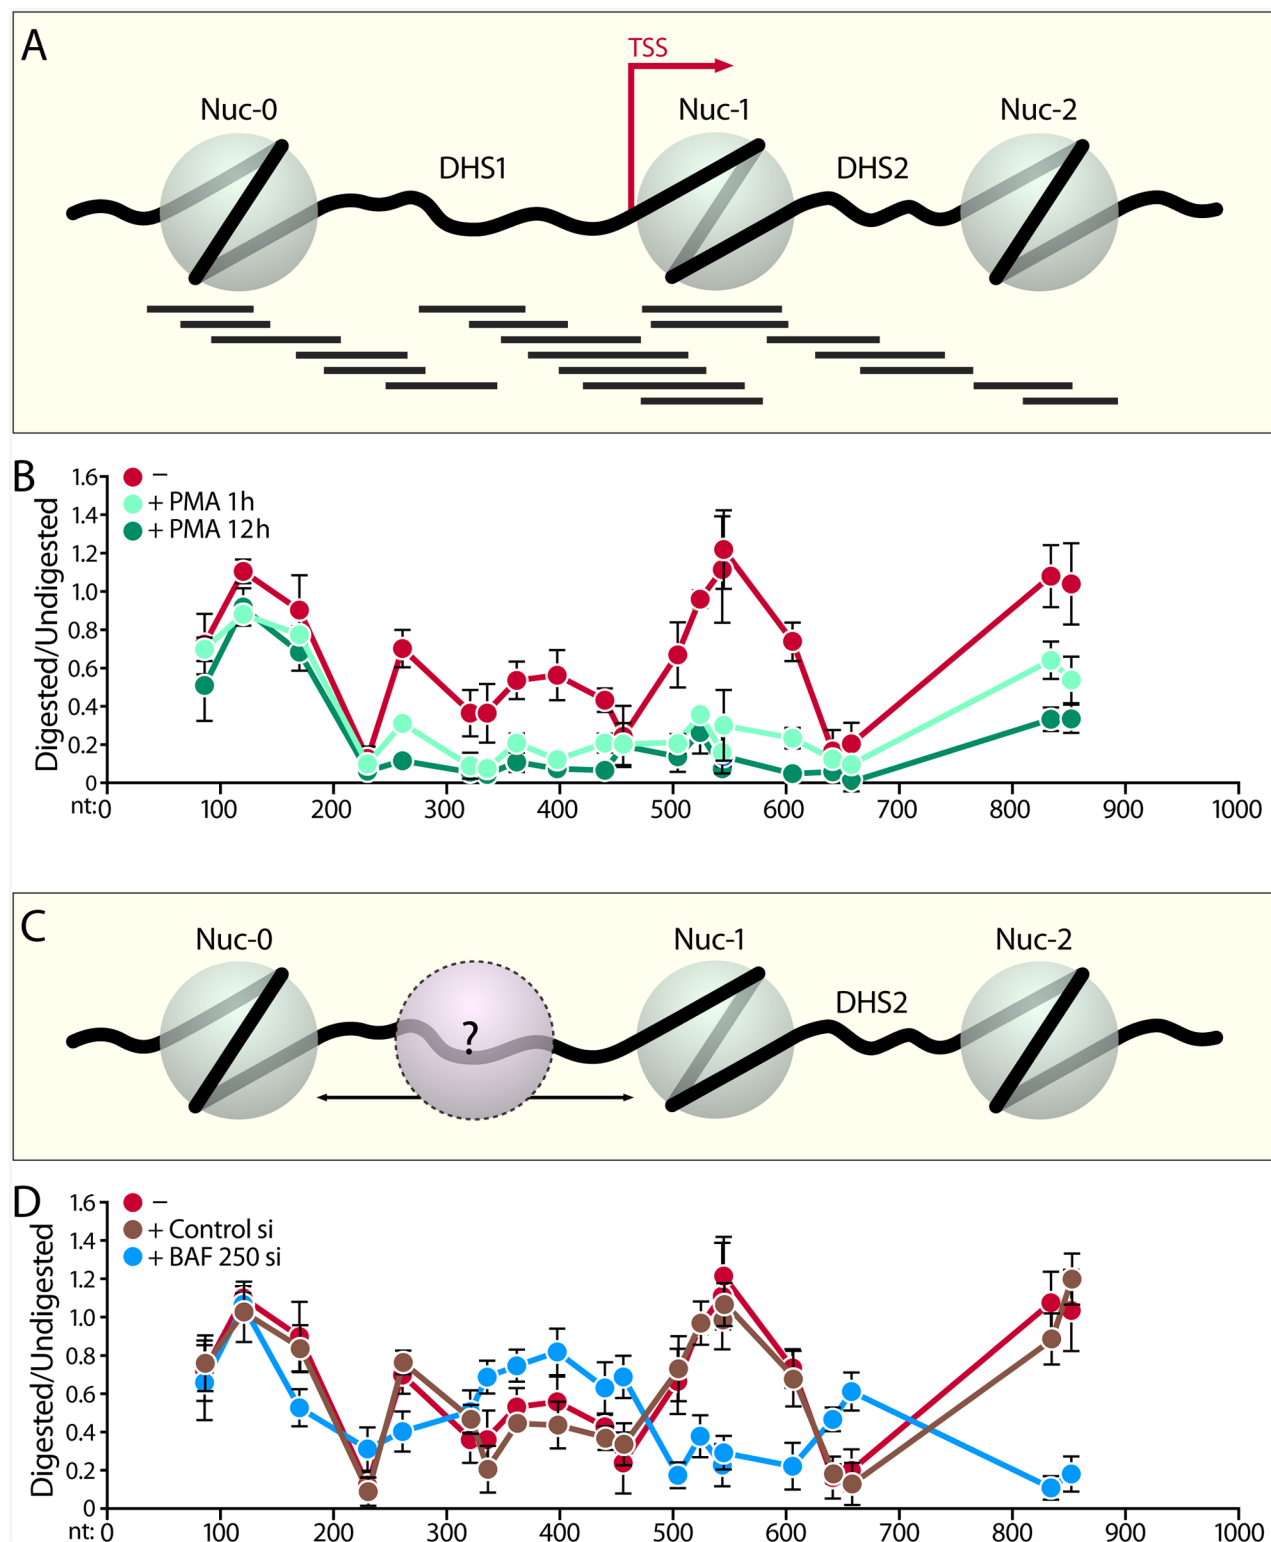 A
TSS
Nuc-0
Nuc-1
Nuc-2
DHS1
DHS2
B
Digested/Undigested
1.6
1.4
1.2
1.0
0.8
0.6
0.4
0.2
0
−
+ PMA 1h
+ PMA 12h
nt: 0 100 200 300 400 500 600 700 800 900 1000
C
Nuc-0
Nuc-1
Nuc-2
DHS2
?
D
Digested/Undigested
1.6
1.4
1.2
1.0
0.8
0.6
0.4
0.2
0
−
+ Control si
+ BAF 250 si
nt: 0 100 200 300 400 500 600 700 800 900 1000